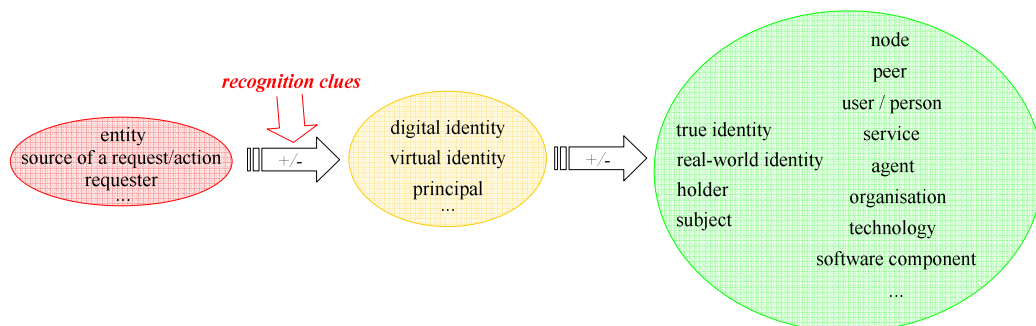 recognition clues
entity
source of a request/action
requester
...
+/-
digital identity
virtual identity
principal
...
+/-
true identity
real-world identity
holder
subject
node
peer
user / person
service
agent
organisation
technology
software component
...